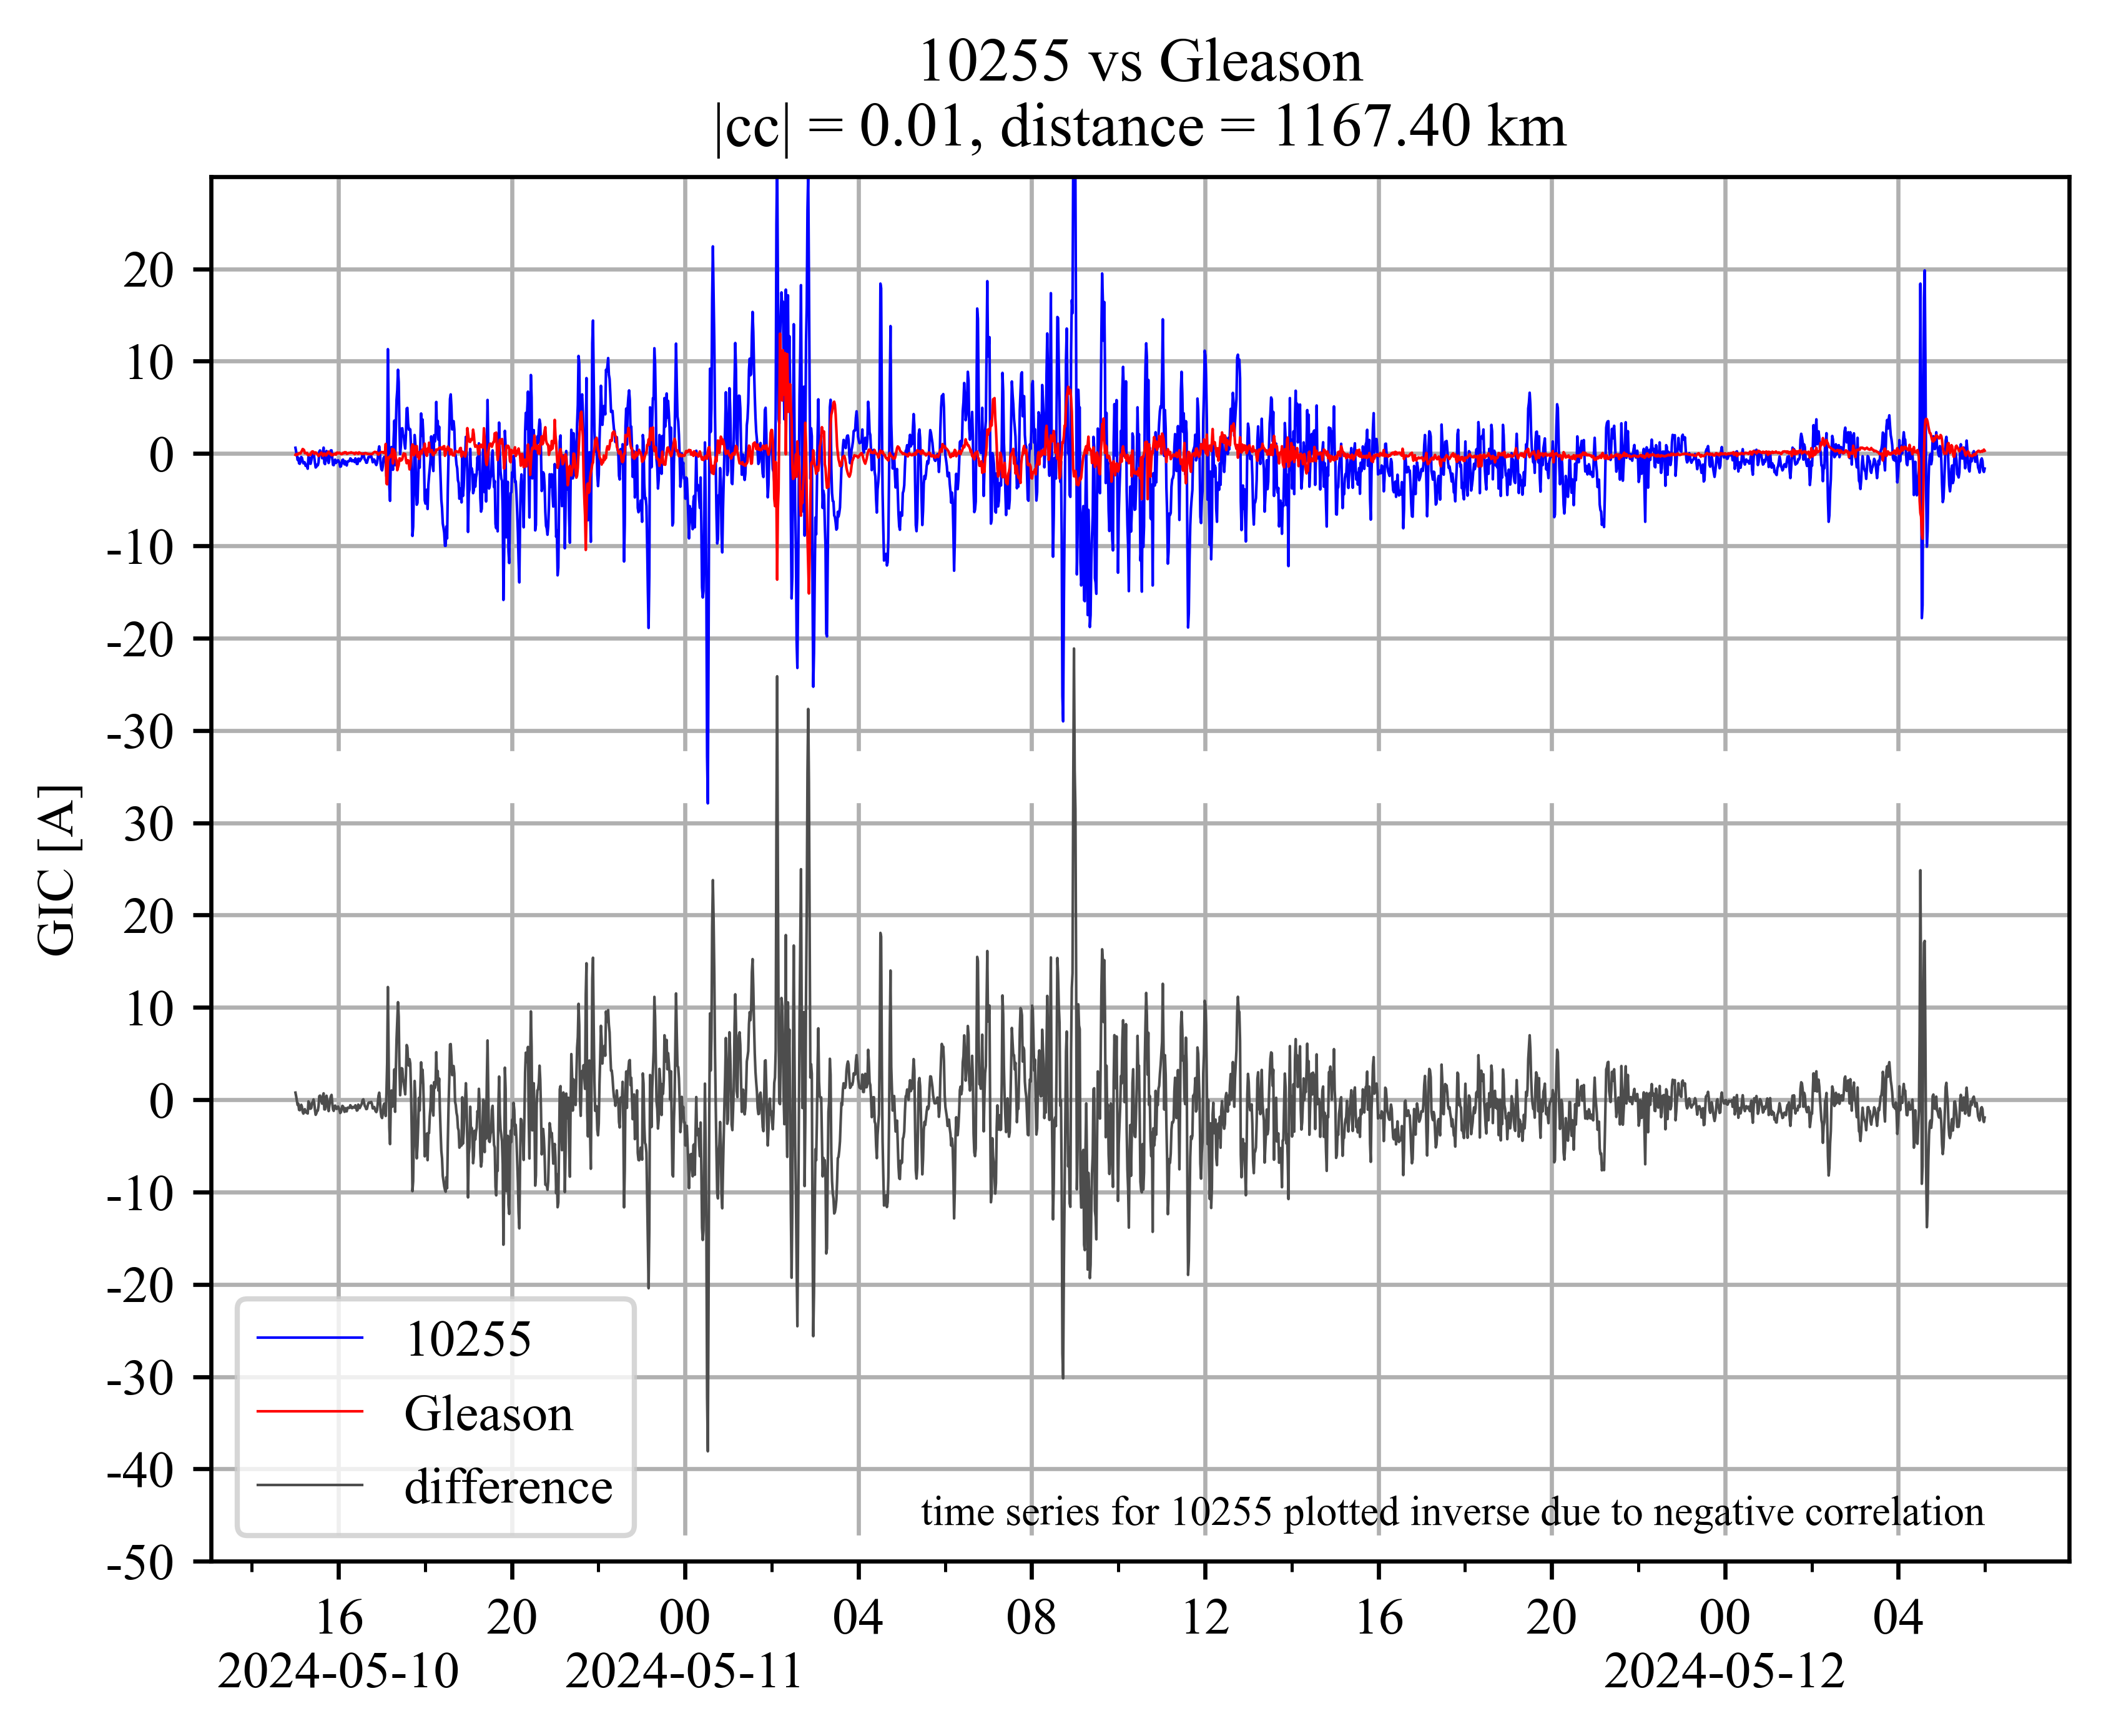 10255 vs Gleason
|cc| = 0.01, distance = 1167.40 km
GIC [A]
20
10
0
-10
-20
-30
30
20
10
0
-10
-20
-30
-40
-50
10255
Gleason
difference
time series for 10255 plotted inverse due to negative correlation
16 20 00 04 08 12 16 20 00 04
2024-05-10 2024-05-11 2024-05-12